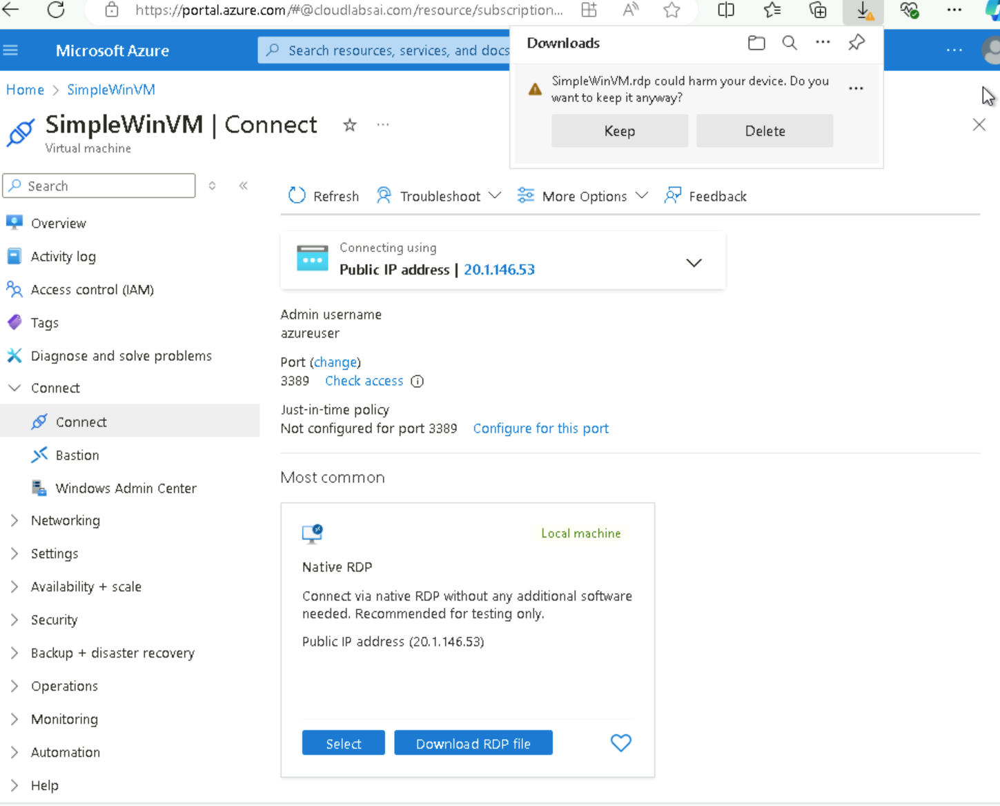 https://portal.azure.com/#@cloudlabsai.com/resource/subscription...
Microsoft Azure
Search resources, services, and docs
Downloads
SimpleWinVM.rdp could harm your device. Do you
want to keep it anyway?
Keep
Delete
Home > SimpleWinVM
SimpleWinVM | Connect
Virtual machine
Search
Refresh
Troubleshoot
More Options
Feedback
Overview
Activity log
Access control (IAM)
Tags
Diagnose and solve problems
Connect
Connect
Bastion
Windows Admin Center
Networking
Settings
Availability + scale
Security
Backup + disaster recovery
Operations
Monitoring
Automation
Help
Connecting using
Public IP address | 20.1.146.53
Admin username
azureuser
Port (change)
3389 Check access
Just-in-time policy
Not configured for port 3389 Configure for this port
Most common
Local machine
Native RDP
Connect via native RDP without any additional software
needed. Recommended for testing only.
Public IP address (20.1.146.53)
Select
Download RDP file